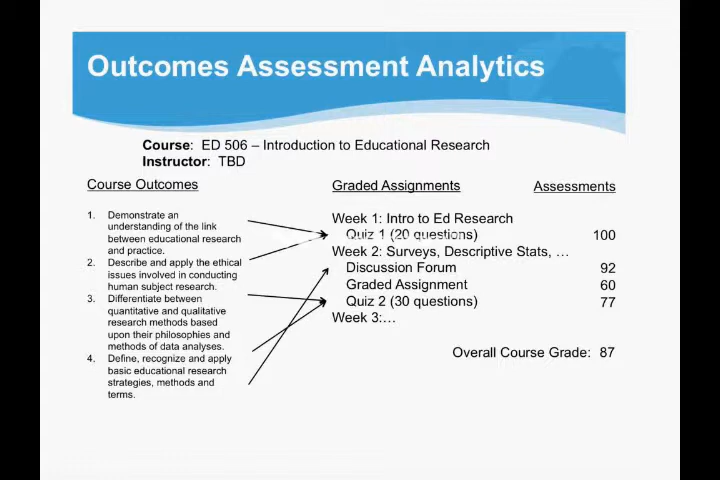 Outcomes Assessment Analytics
Course: ED 506 – Introduction to Educational Research
Instructor: TBD
Course Outcomes
1. Demonstrate an
understanding of the link
between educational research
and practice.
2. Describe and apply the ethical
issues involved in conducting
human subject research.
3. Differentiate between
quantitative and qualitative
research methods based
upon their philosophies and
methods of data analyses.
4. Define, recognize and apply
basic educational research
strategies, methods and
terms.
Graded Assignments Assessments
Week 1: Intro to Ed Research
Quiz 1 (20 questions) 100
Week 2: Surveys, Descriptive Stats, …
Discussion Forum 92
Graded Assignment 60
Quiz 2 (30 questions) 77
Week 3:…
Overall Course Grade: 87